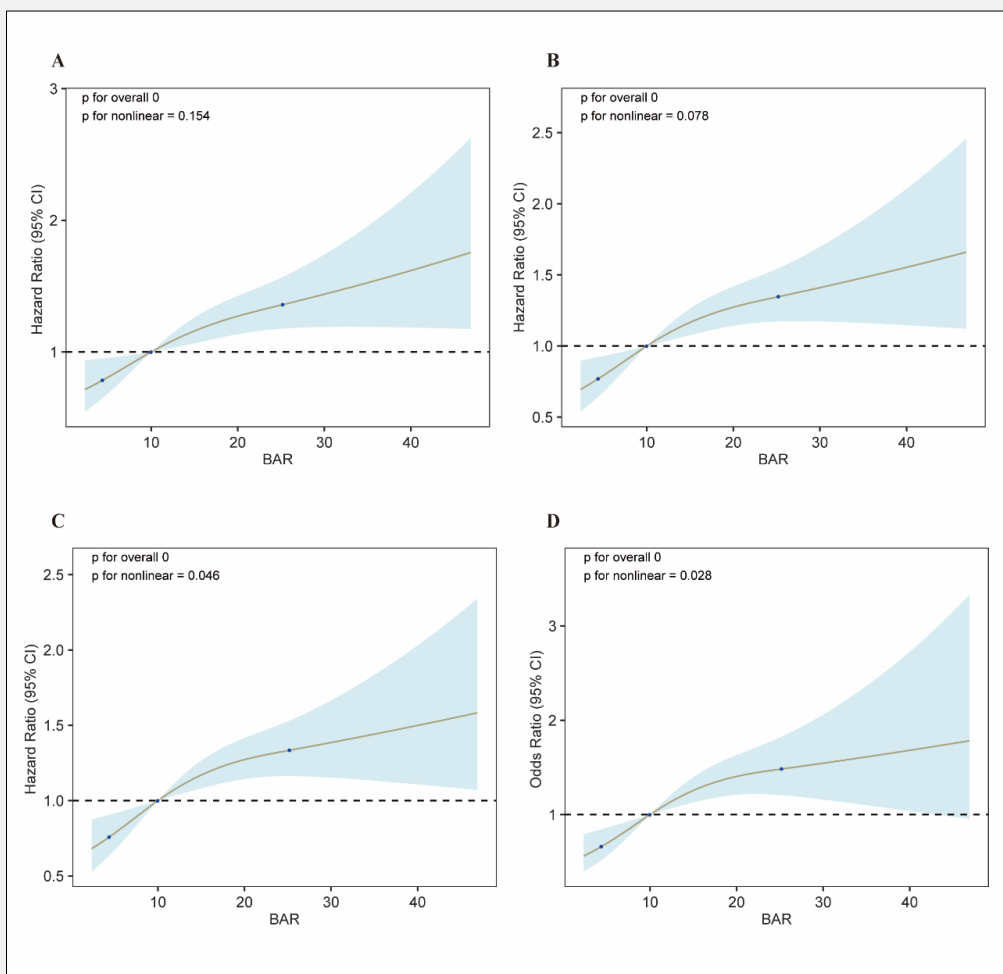 A
p for overall 0
p for nonlinear = 0.154
Hazard Ratio (95% CI)
3
2
1
10 20 30 40
BAR
B
p for overall 0
p for nonlinear = 0.078
Hazard Ratio (95% CI)
2.5
2.0
1.5
1.0
0.5
10 20 30 40
BAR
C
p for overall 0
p for nonlinear = 0.046
Hazard Ratio (95% CI)
2.5
2.0
1.5
1.0
0.5
10 20 30 40
BAR
D
p for overall 0
p for nonlinear = 0.028
Odds Ratio (95% CI)
3
2
1
10 20 30 40
BAR